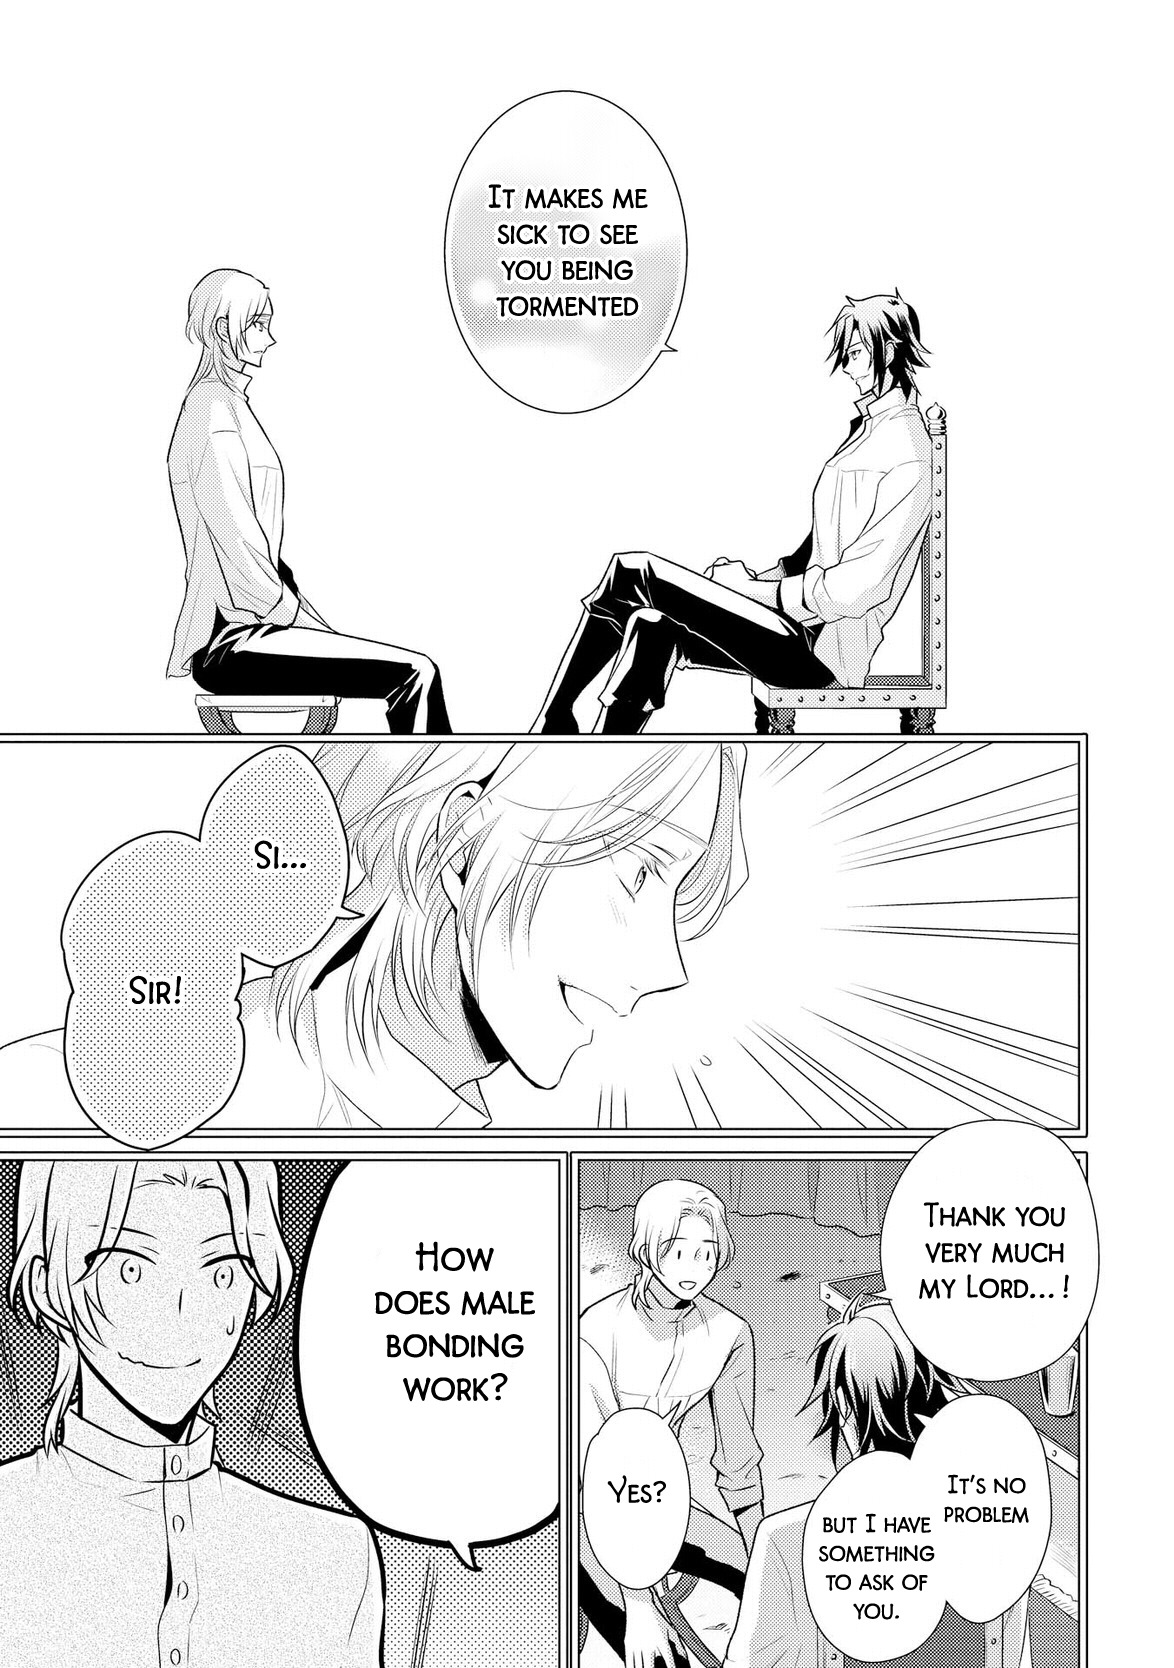 IT MAKES ME
SICK TO SEE
YOU BEING
TORMENTED
SI...
SIR!
THANK YOU
VERY MUCH
MY LORD...!
IT'S NO
PROBLEM
BUT I HAVE
SOMETHING
TO ASK OF
YOU.
YES?
HOW
DOES MALE
BONDING
WORK?